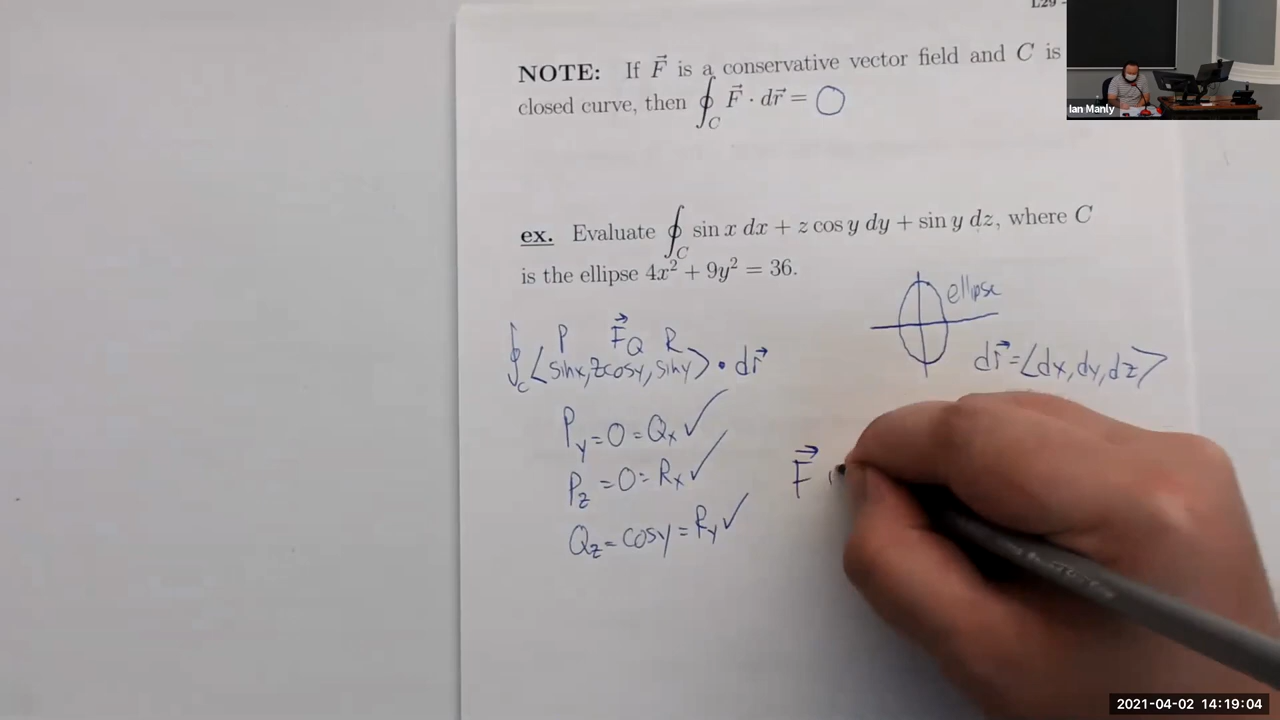 L29
NOTE: If F⃗ is a conservative vector field and C is
closed curve, then ∮_C F⃗ · dr⃗ = 0
ex. Evaluate ∮_C sin x dx + z cos y dy + sin y dz, where C
is the ellipse 4x² + 9y² = 36.
ellipse
P F⃗ Q R
∮_C ⟨sinx, zcosy, siny⟩ • dr⃗
dr⃗ = ⟨dx, dy, dz⟩
P_y = 0 = Q_x ✓
P_z = 0 = R_x ✓
F⃗
Q_z = cosy = R_y ✓
Ian Manly
2021-04-02 14:19:04